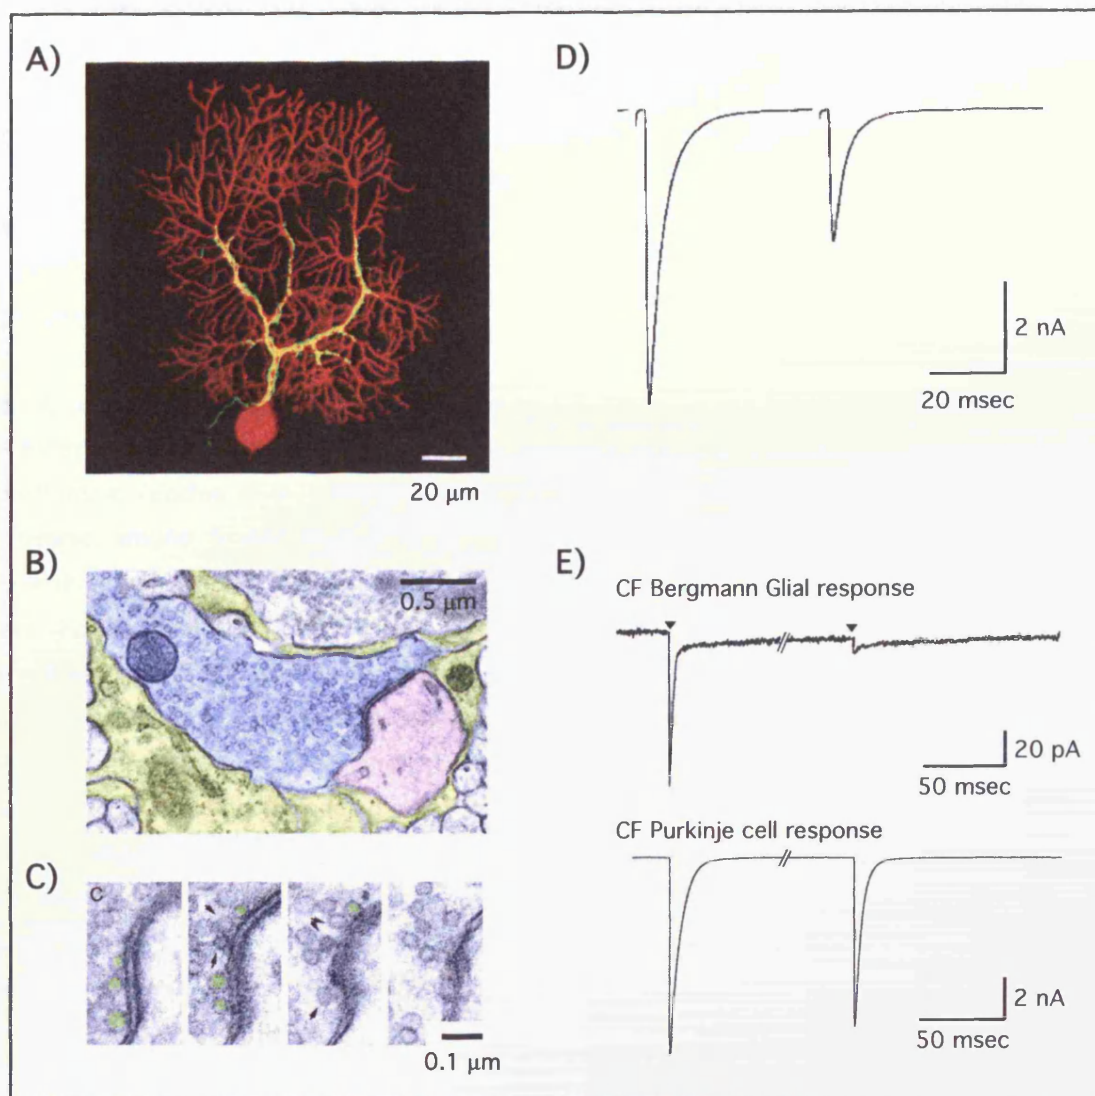 A)
20 μm
B)
0.5 μm
C)
c
0.1 μm
D)
2 nA
20 msec
E)
CF Bergmann Glial response
20 pA
50 msec
CF Purkinje cell response
2 nA
50 msec